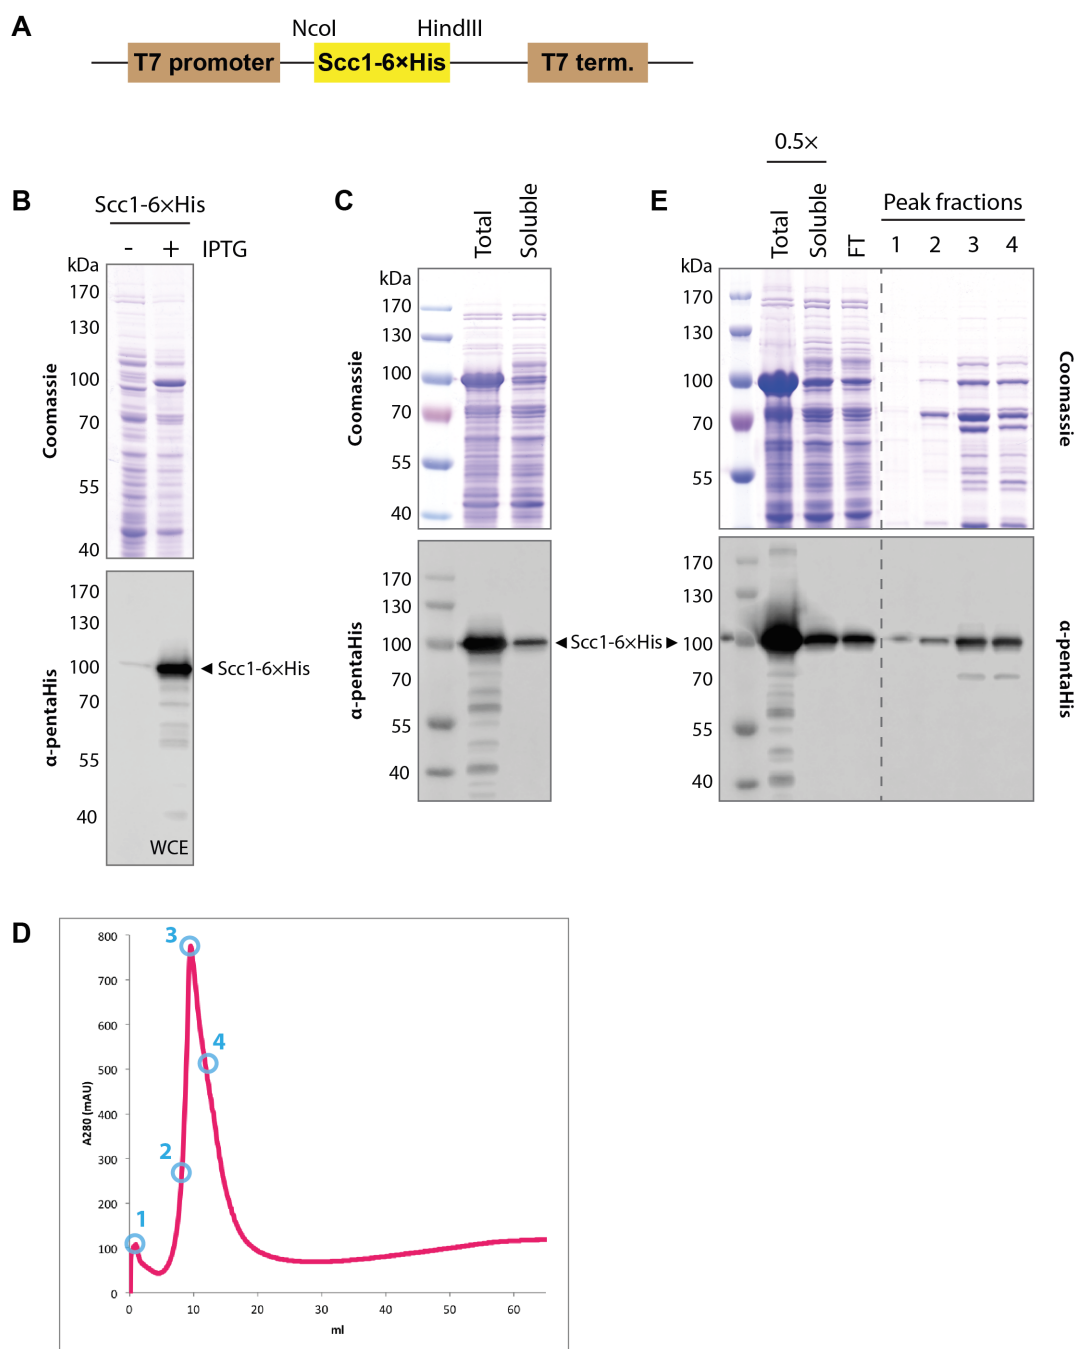 A
NcoI HindIII
T7 promoter Scc1-6×His T7 term.
B
Scc1-6×His
- + IPTG
kDa
170
130
100
70
55
40
Coomassie
170
130
100
70
55
40
α-pentaHis
Scc1-6×His
WCE
C
Total Soluble
kDa
170
130
100
70
55
40
Coomassie
170
130
100
70
55
40
α-pentaHis
Scc1-6×His
E
0.5×
Total Soluble FT
Peak fractions
1 2 3 4
kDa
170
130
100
70
55
Coomassie
170
130
100
70
55
40
α-pentaHis
D
800
700
600
500
400
300
200
100
0
A280 (mAU)
1
2
3
4
0 10 20 30 40 50 60
ml